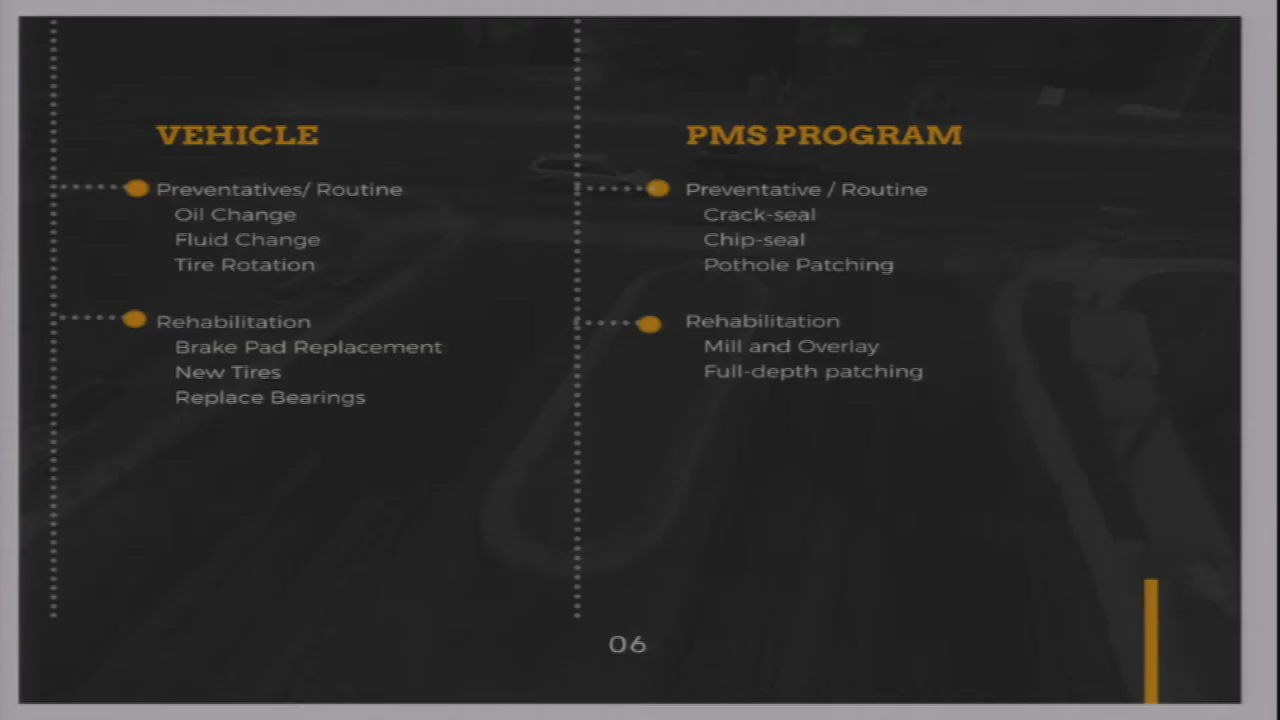 VEHICLE
Preventatives/ Routine
Oil Change
Fluid Change
Tire Rotation
Rehabilitation
Brake Pad Replacement
New Tires
Replace Bearings
PMS PROGRAM
Preventative / Routine
Crack-seal
Chip-seal
Pothole Patching
Rehabilitation
Mill and Overlay
Full-depth patching
06